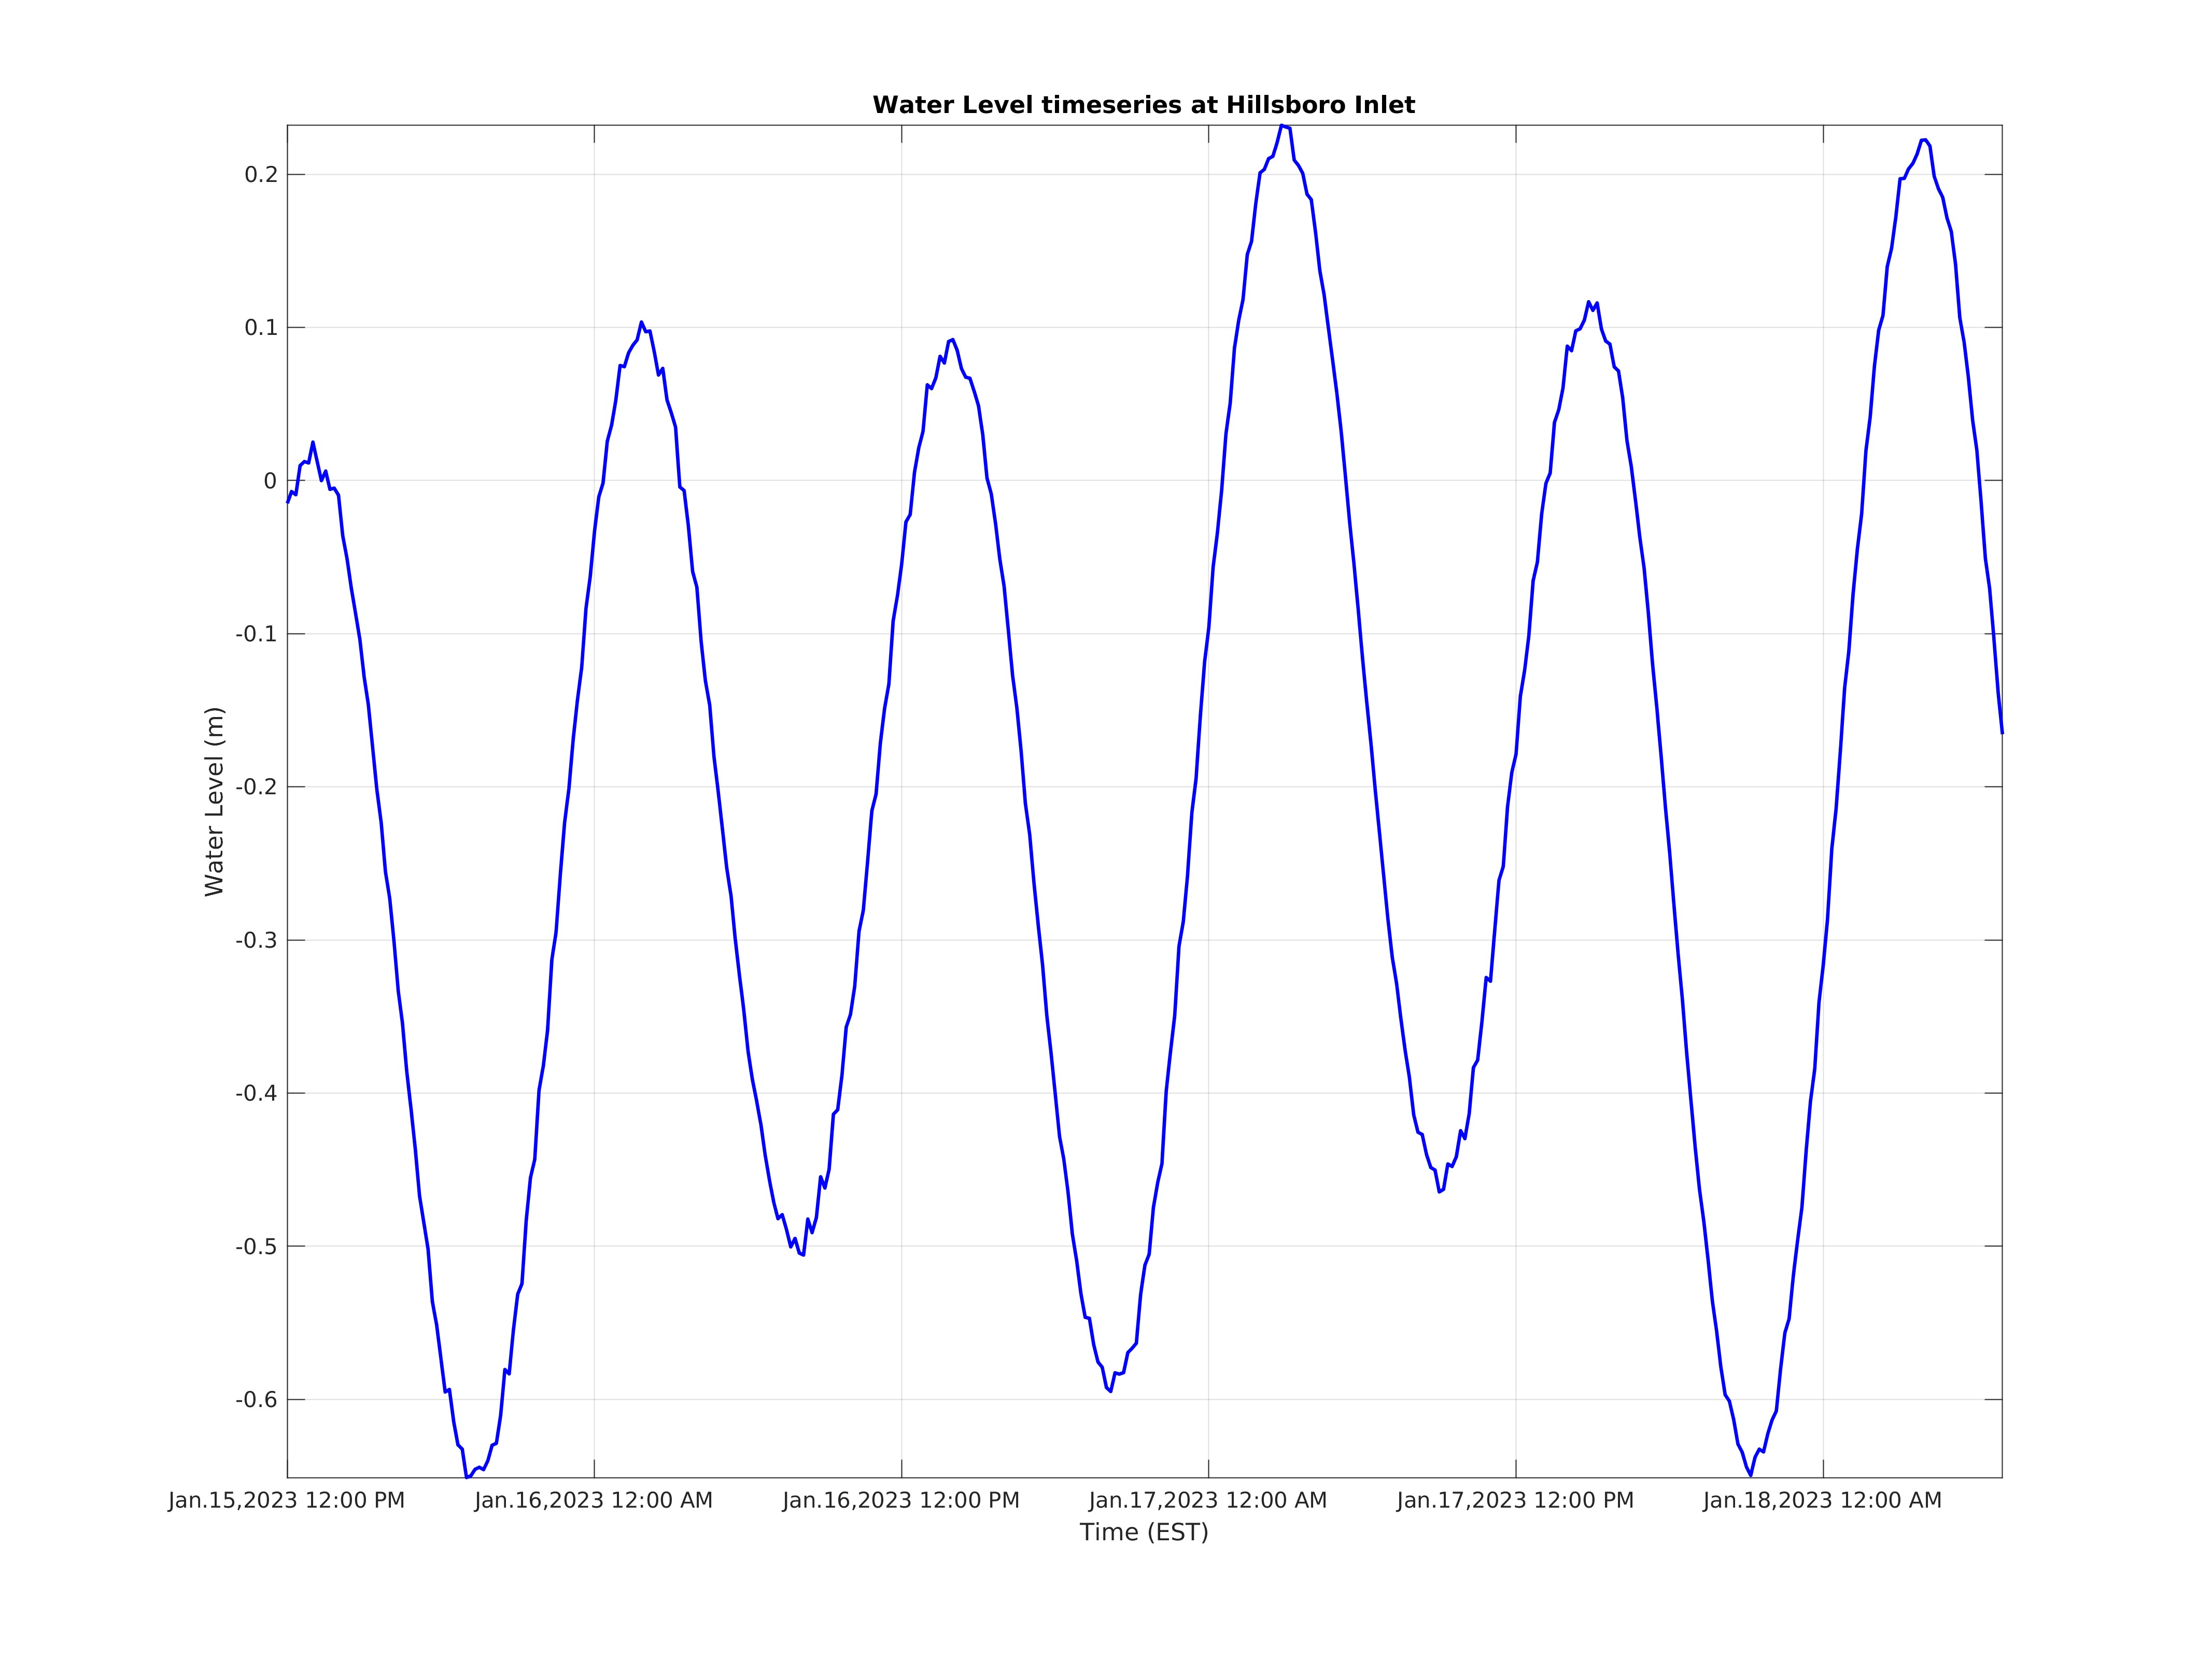 Water Level timeseries at Hillsboro Inlet
Water Level (m)
0.2
0.1
0
-0.1
-0.2
-0.3
-0.4
-0.5
-0.6
Jan.15,2023 12:00 PM
Jan.16,2023 12:00 AM
Jan.16,2023 12:00 PM
Jan.17,2023 12:00 AM
Jan.17,2023 12:00 PM
Jan.18,2023 12:00 AM
Time (EST)